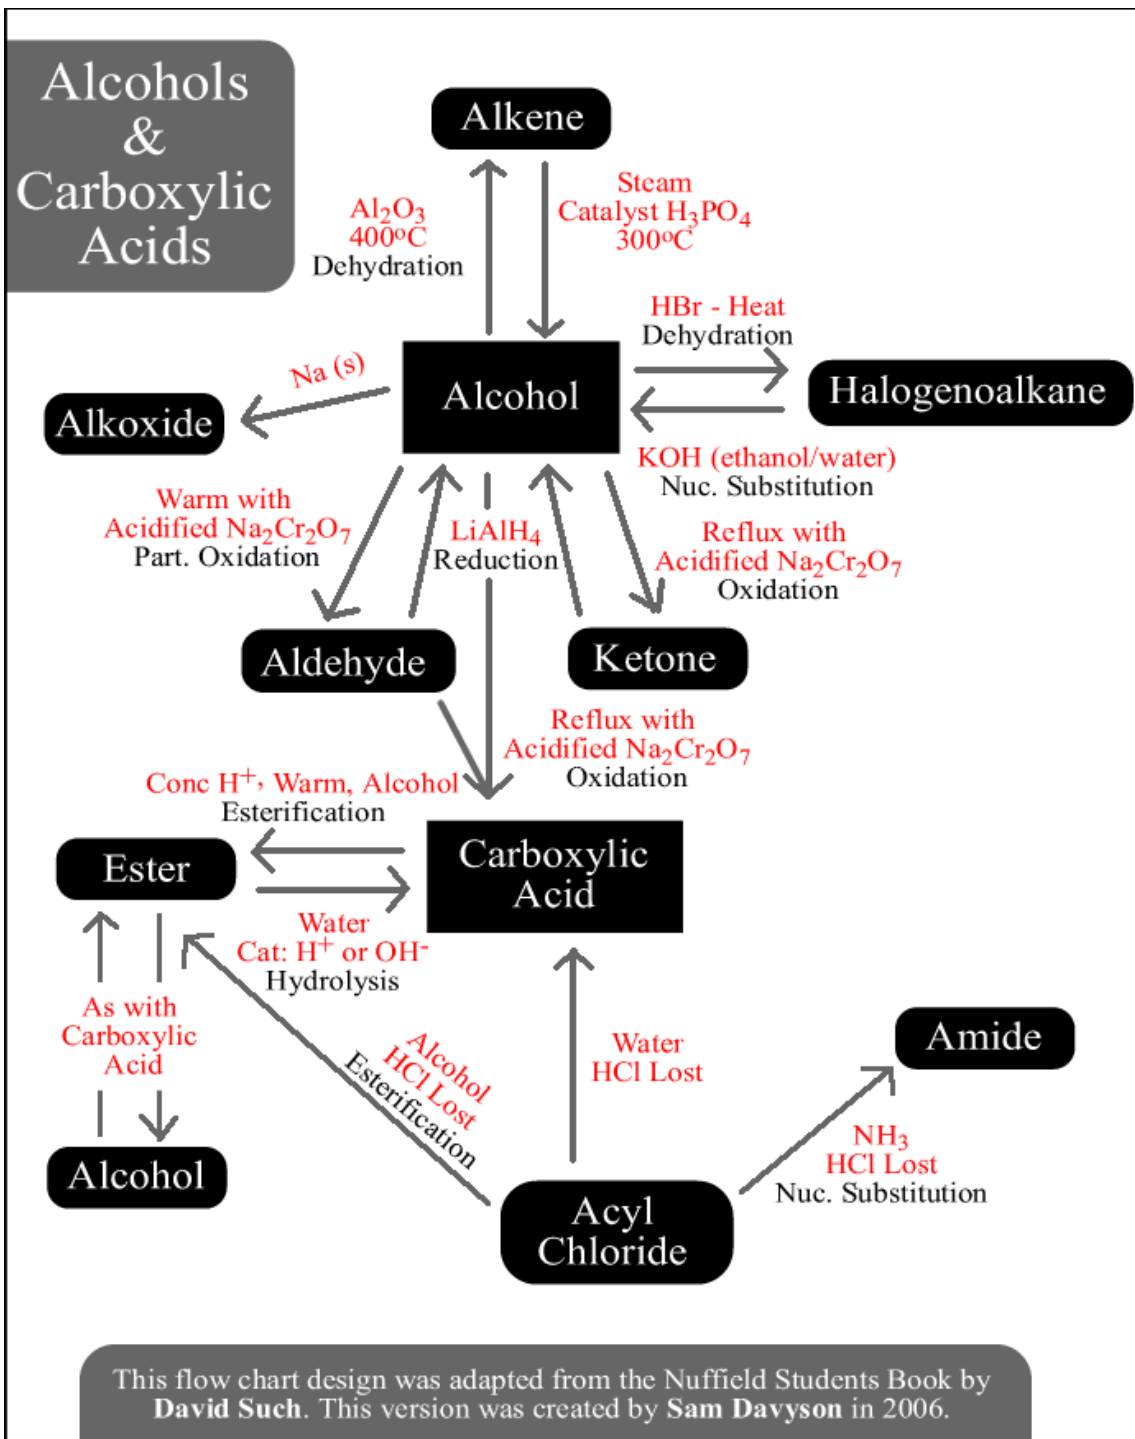 Alcohols
&
Carboxylic
Acids
Alkene
Al₂O₃
400°C
Dehydration
Steam
Catalyst H₃PO₄
300°C
HBr - Heat
Dehydration
Na (s)
Alcohol
Halogenoalkane
Alkoxide
KOH (ethanol/water)
Nuc. Substitution
Warm with
Acidified Na₂Cr₂O₇
Part. Oxidation
LiAlH₄
Reduction
Reflux with
Acidified Na₂Cr₂O₇
Oxidation
Aldehyde
Ketone
Reflux with
Acidified Na₂Cr₂O₇
Oxidation
Conc H⁺, Warm, Alcohol
Esterification
Ester
Carboxylic
Acid
Water
Cat: H⁺ or OH⁻
Hydrolysis
As with
Carboxylic
Acid
Alcohol
HCl Lost
Esterification
Water
HCl Lost
Amide
NH₃
HCl Lost
Nuc. Substitution
Alcohol
Acyl
Chloride
This flow chart design was adapted from the Nuffield Students Book by
David Such. This version was created by Sam Davyson in 2006.